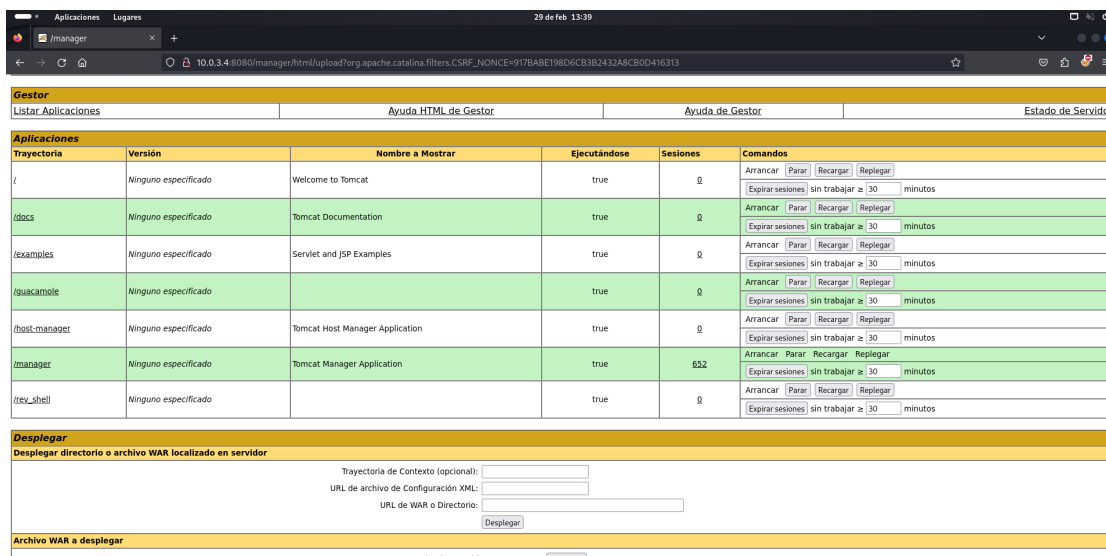 Aplicaciones Lugares 29 de feb 13:39
/manager
10.0.3.4:8080/manager/html/upload?org.apache.catalina.filters.CSRF_NONCE=917BABE198D6CB3B2432A8CB0D416313
Gestor
Listar Aplicaciones Ayuda HTML de Gestor Ayuda de Gestor Estado de Servido
Aplicaciones
Trayectoria Versión Nombre a Mostrar Ejecutándose Sesiones Comandos
/ Ninguno especificado Welcome to Tomcat true 0 Arrancar Parar Recargar Replegar
Expirar sesiones sin trabajar ≥ 30 minutos
/docs Ninguno especificado Tomcat Documentation true 0 Arrancar Parar Recargar Replegar
Expirar sesiones sin trabajar ≥ 30 minutos
/examples Ninguno especificado Servlet and JSP Examples true 0 Arrancar Parar Recargar Replegar
Expirar sesiones sin trabajar ≥ 30 minutos
/guacamole Ninguno especificado true 0 Arrancar Parar Recargar Replegar
Expirar sesiones sin trabajar ≥ 30 minutos
/host-manager Ninguno especificado Tomcat Host Manager Application true 0 Arrancar Parar Recargar Replegar
Expirar sesiones sin trabajar ≥ 30 minutos
/manager Ninguno especificado Tomcat Manager Application true 652 Arrancar Parar Recargar Replegar
Expirar sesiones sin trabajar ≥ 30 minutos
/rev_shell Ninguno especificado true 0 Arrancar Parar Recargar Replegar
Expirar sesiones sin trabajar ≥ 30 minutos
Desplegar
Desplegar directorio o archivo WAR localizado en servidor
Trayectoria de Contexto (opcional):
URL de archivo de Configuración XML:
URL de WAR o Directorio:
Desplegar
Archivo WAR a desplegar